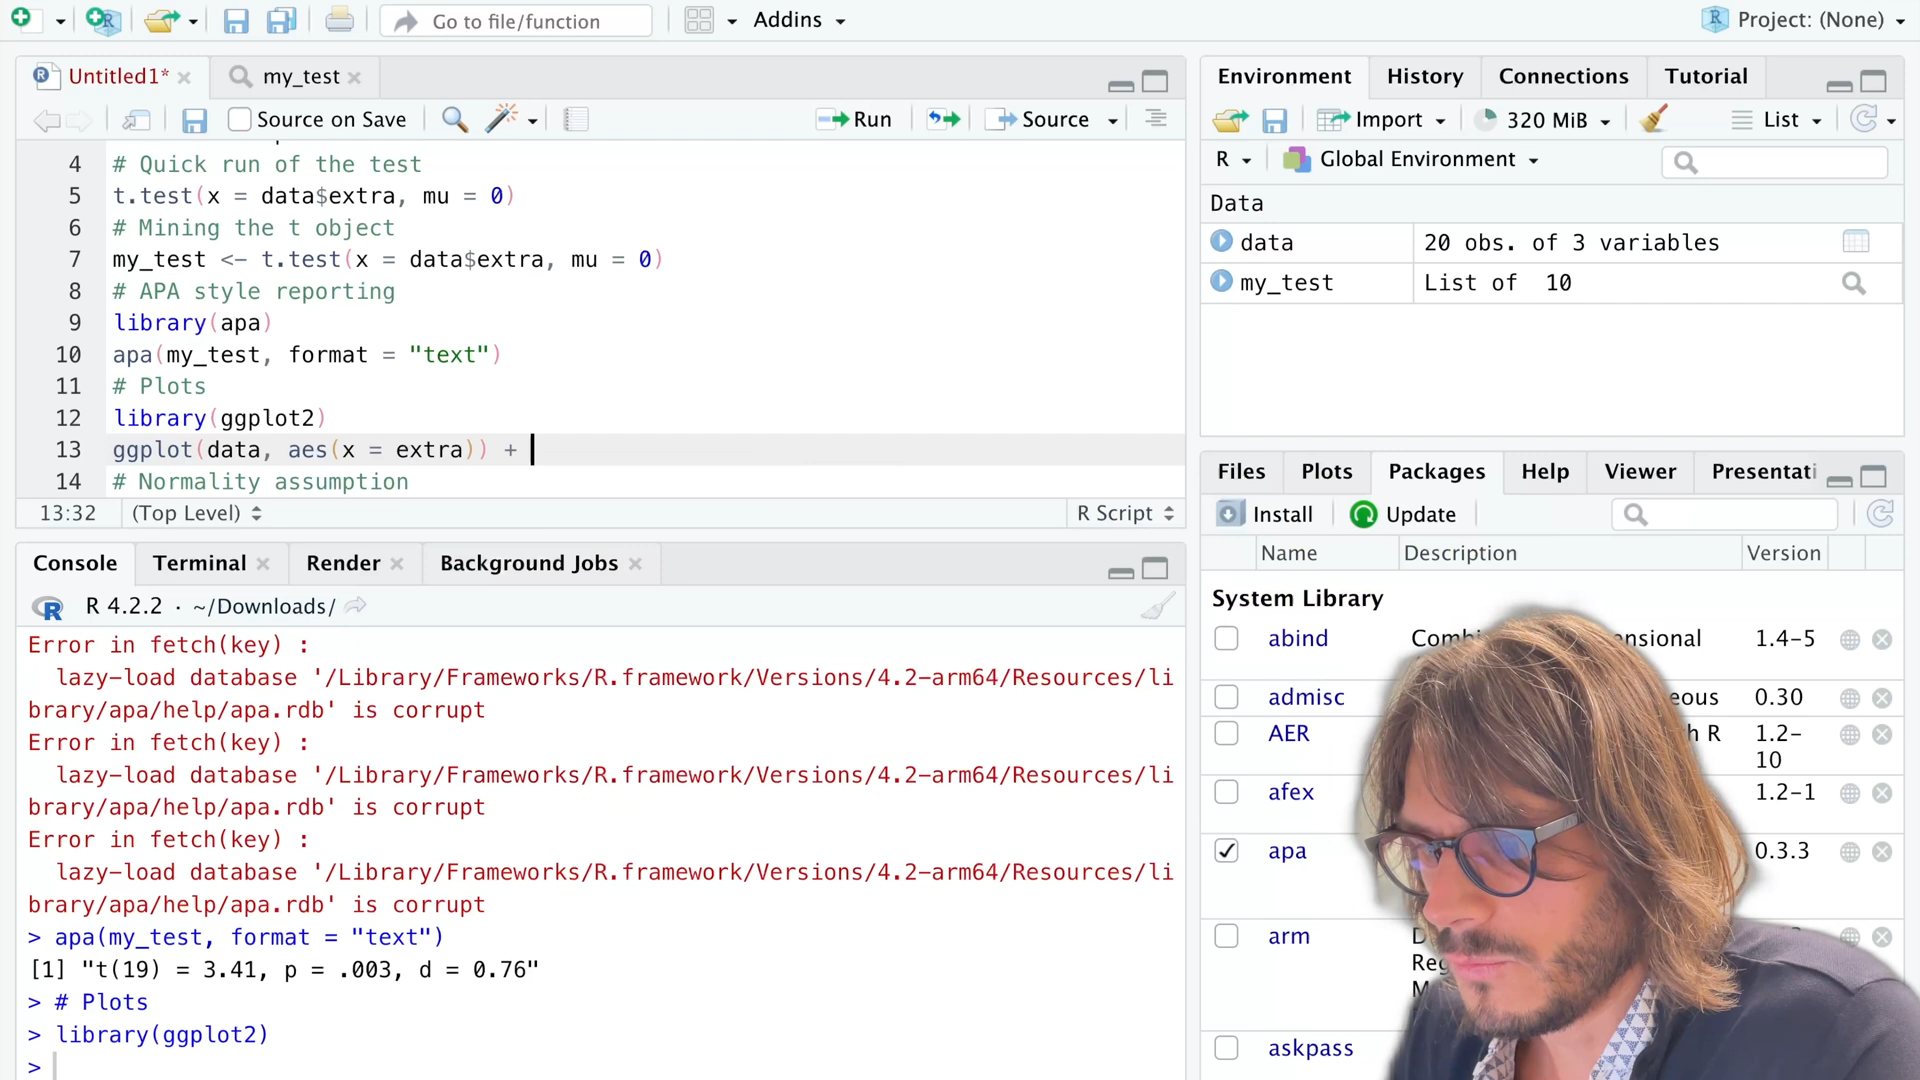 Go to file/function
Addins
Project: (None)
Untitled1*
my_test
Source on Save
Run
Source
4 # Quick run of the test
5 t.test(x = data$extra, mu = 0)
6 # Mining the t object
7 my_test <- t.test(x = data$extra, mu = 0)
8 # APA style reporting
9 library(apa)
10 apa(my_test, format = "text")
11 # Plots
12 library(ggplot2)
13 ggplot(data, aes(x = extra)) +
14 # Normality assumption
13:32 (Top Level) R Script
Console Terminal Render Background Jobs
R 4.2.2 · ~/Downloads/
Error in fetch(key) :
lazy-load database '/Library/Frameworks/R.framework/Versions/4.2-arm64/Resources/li
brary/apa/help/apa.rdb' is corrupt
Error in fetch(key) :
lazy-load database '/Library/Frameworks/R.framework/Versions/4.2-arm64/Resources/li
brary/apa/help/apa.rdb' is corrupt
Error in fetch(key) :
lazy-load database '/Library/Frameworks/R.framework/Versions/4.2-arm64/Resources/li
brary/apa/help/apa.rdb' is corrupt
> apa(my_test, format = "text")
[1] "t(19) = 3.41, p = .003, d = 0.76"
> # Plots
> library(ggplot2)
>
Environment History Connections Tutorial
Import 320 MiB List
R Global Environment
Data
data 20 obs. of 3 variables
my_test List of 10
Files Plots Packages Help Viewer Presentati
Install Update
Name Description Version
System Library
abind 1.4-5
admisc 0.30
AER h R 1.2-
10
afex 1.2-1
apa 0.3.3
arm
askpass